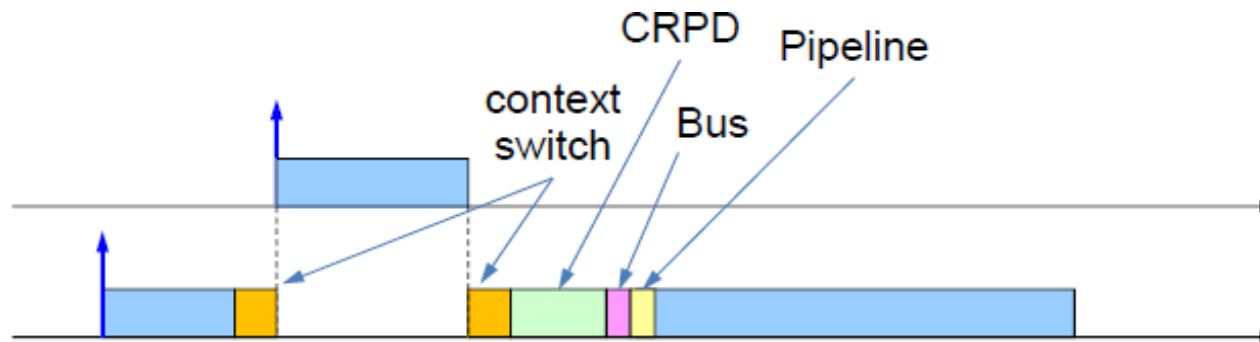 CRPD
Pipeline
context
switch
Bus